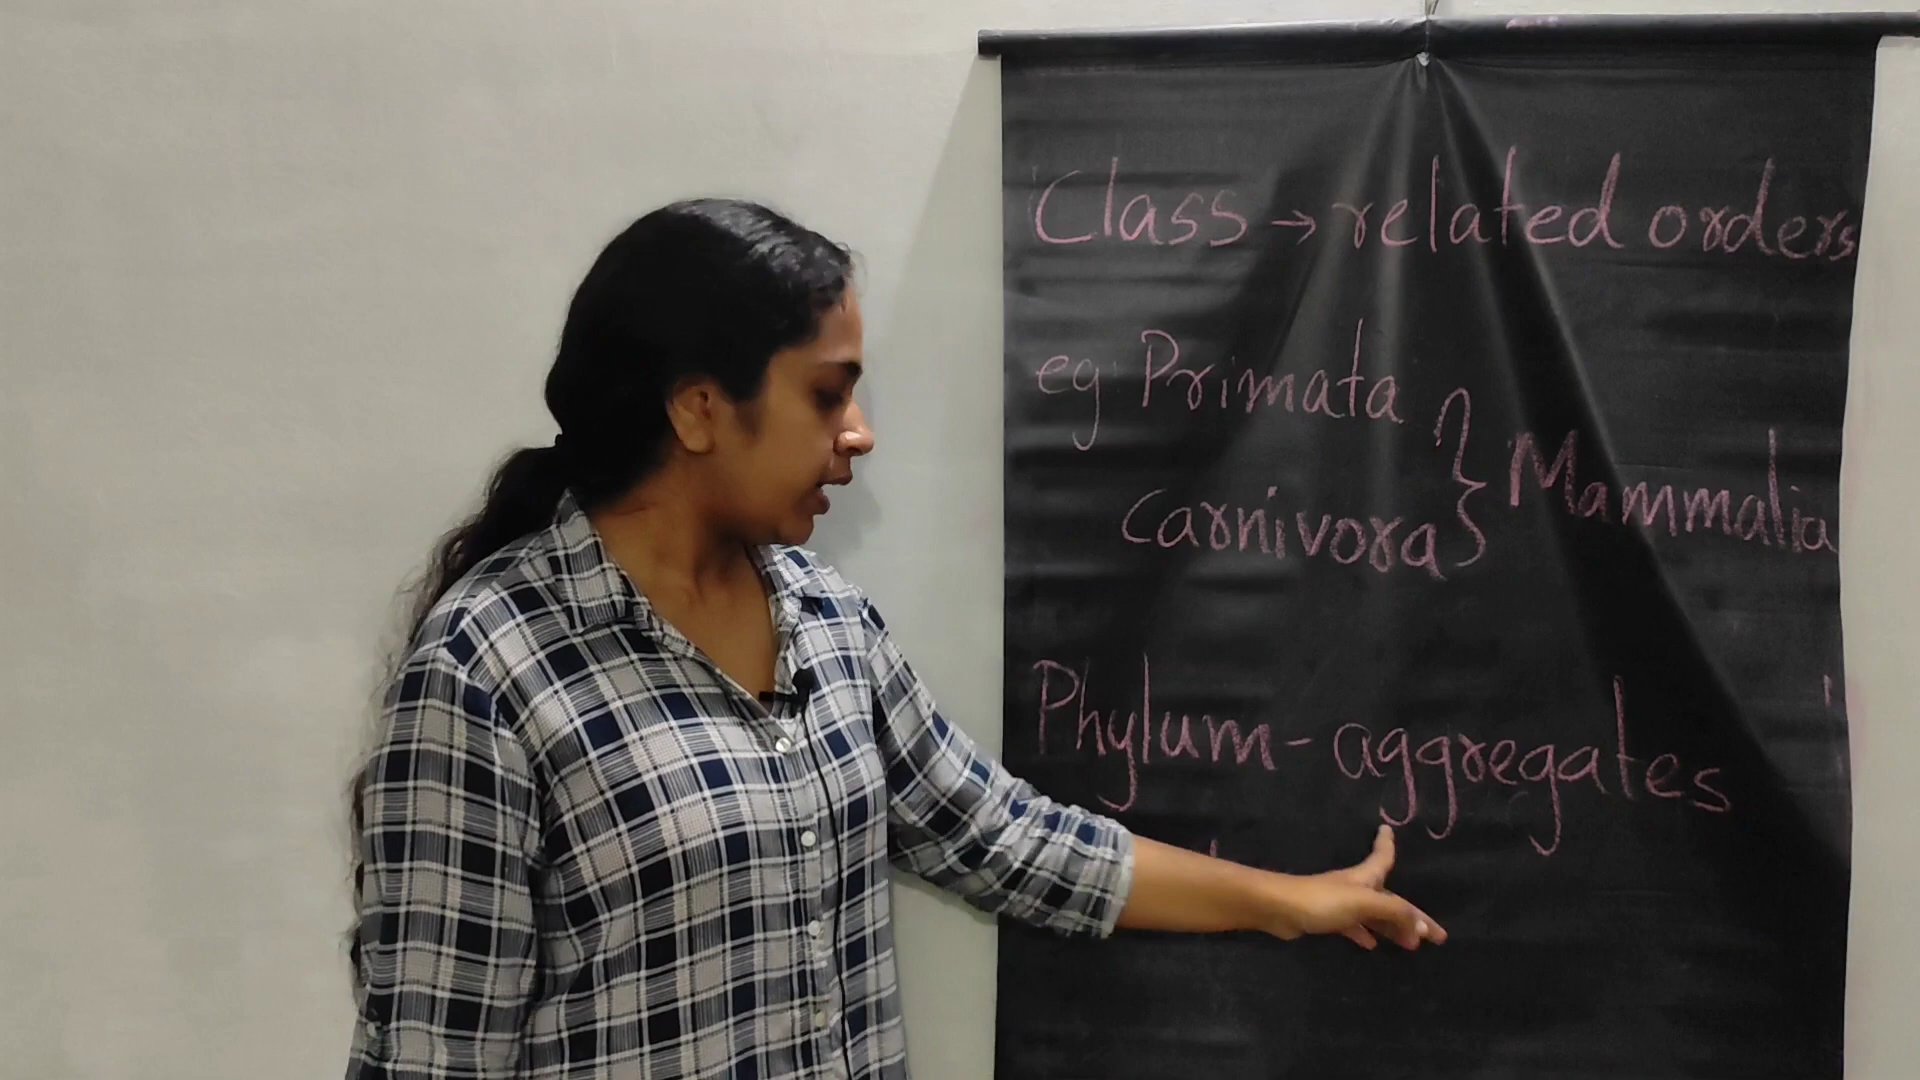 Class → related orders
eg: Primata
carnivora } Mammalia
Phylum - aggregates